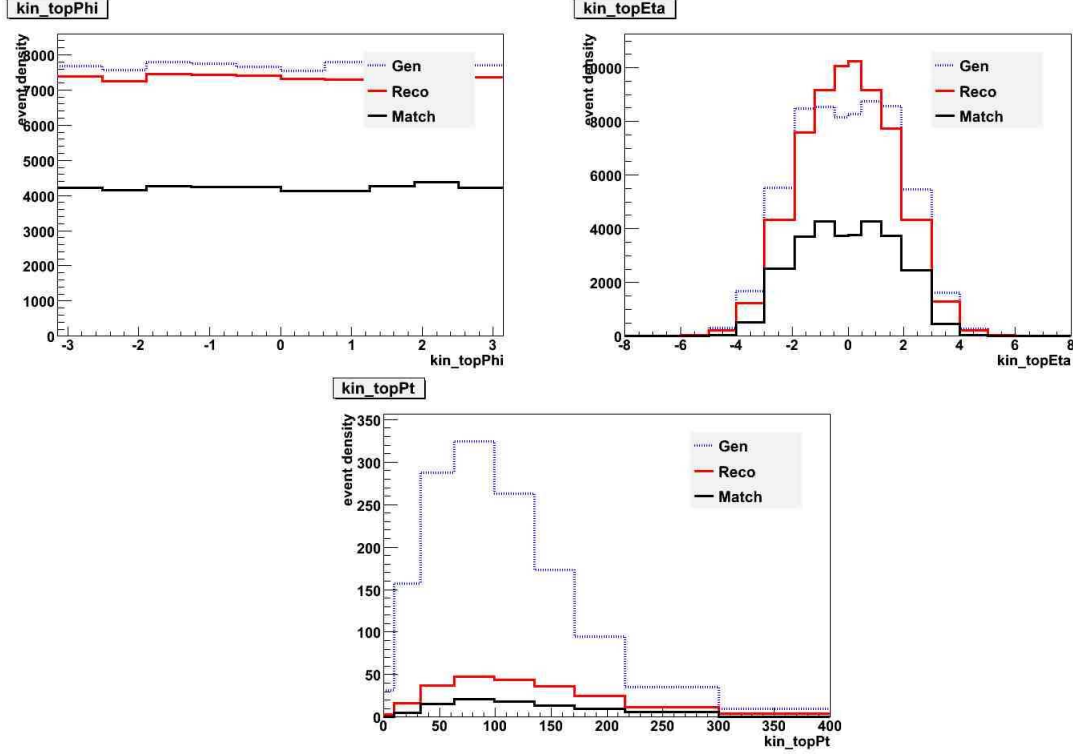 kin_topPhi
event density
8000
7000
6000
5000
4000
3000
2000
1000
0
-3 -2 -1 0 1 2 3
kin_topPhi
Gen
Reco
Match
kin_topEta
event density
10000
8000
6000
4000
2000
0
-8 -6 -4 -2 0 2 4 6 8
kin_topEta
Gen
Reco
Match
kin_topPt
event density
350
300
250
200
150
100
50
0
0 50 100 150 200 250 300 350 400
kin_topPt
Gen
Reco
Match